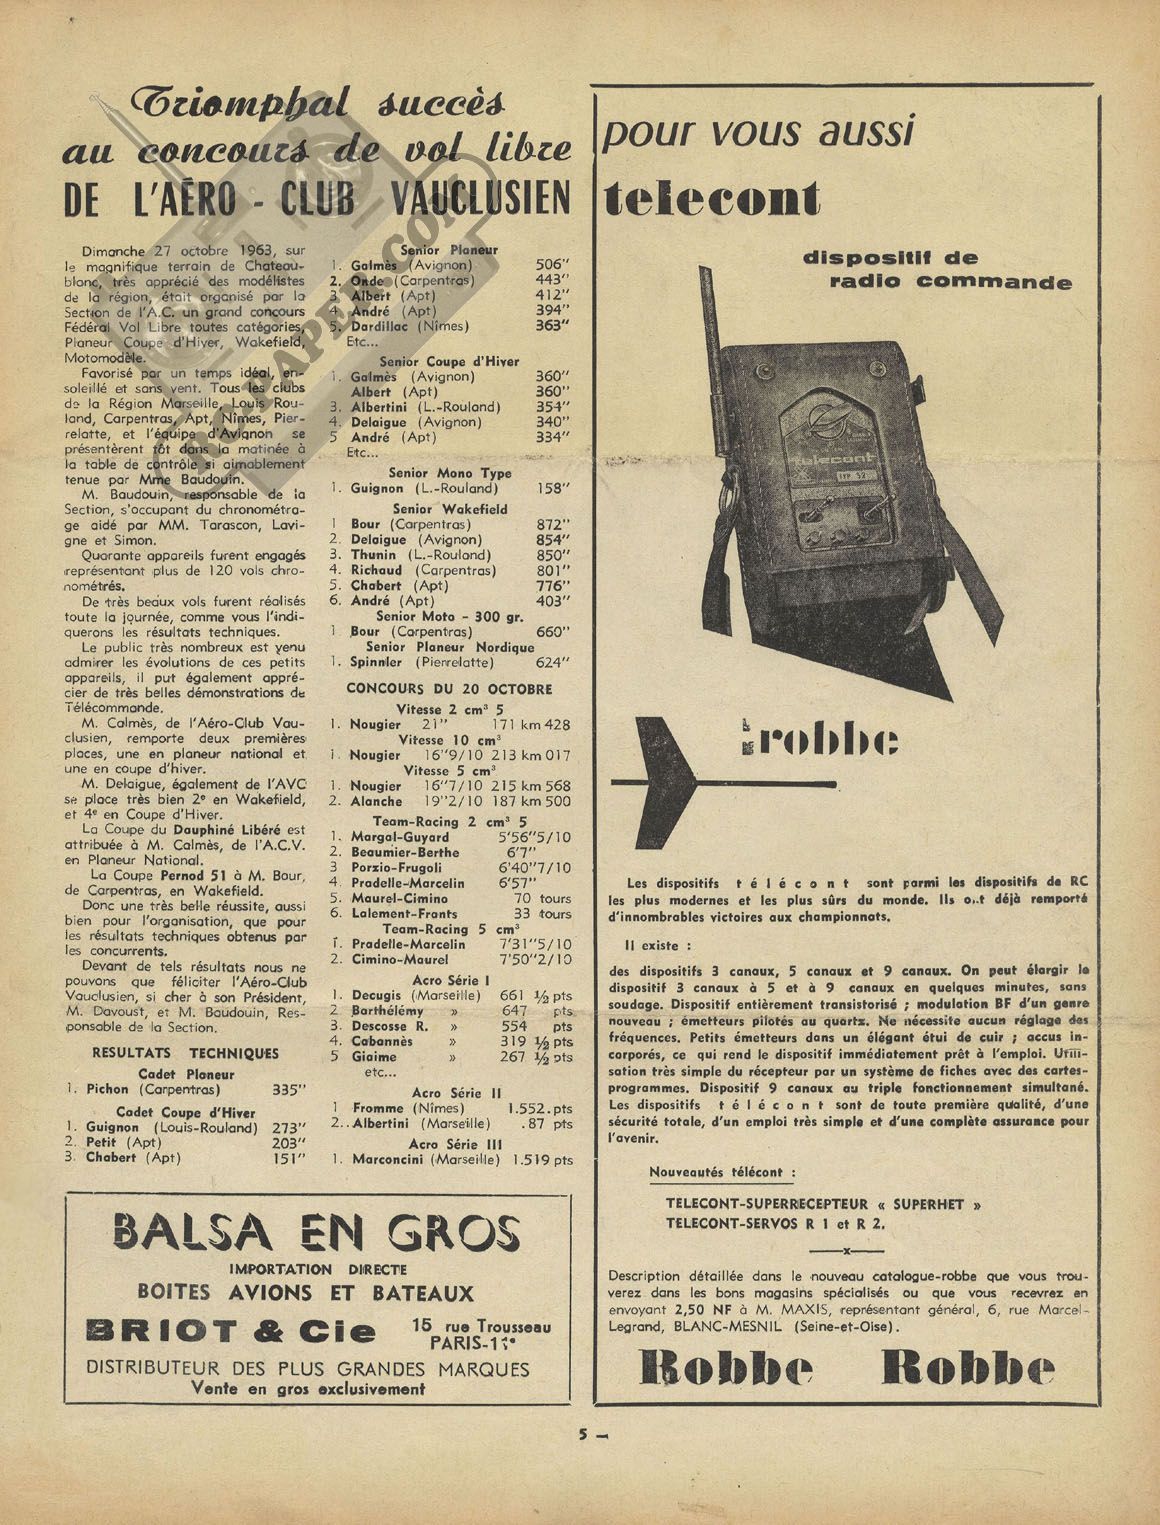 Triomphal succès
au concours de vol libre
DE L'AÉRO - CLUB VAUCLUSIEN
Dimanche 27 octobre 1963, sur
le magnifique terrain de Chateau-
blanc, très apprécié des modélistes
de la région, était organisé par la
Section de l'A.C. un grand concours
Fédéral Vol Libre toutes catégories,
Planeur Coupe d'Hiver, Wakefield,
Motomodèle.
Favorisé par un temps idéal, en-
soleillé et sans vent. Tous les clubs
de la Région Marseille, Louis Rou-
land, Carpentras, Apt, Nîmes, Pier-
relatte, et l'équipe d'Avignon se
présentèrent tôt dans la matinée à
la table de contrôle si aimablement
tenue par Mme Baudouin.
M. Baudouin, responsable de la
Section, s'occupant du chronométra-
ge aidé par MM. Tarascon, Lavi-
gne et Simon.
Quarante appareils furent engagés
représentant plus de 120 vols chro-
nométrés.
De très beaux vols furent réalisés
toute la journée, comme vous l'indi-
querons les résultats techniques.
Le public très nombreux est venu
admirer les évolutions de ces petits
appareils, il put également appré-
cier de très belles démonstrations de
Télécommande.
M. Calmès, de l'Aéro-Club Vau-
clusien, remporte deux premières
places, une en planeur national et
une en coupe d'hiver.
M. Delaigue, également de l'AVC
se place très bien 2e en Wakefield,
et 4e en Coupe d'Hiver.
La Coupe du Dauphiné Libéré est
attribuée à M. Calmès, de l'A.C.V.
en Planeur National.
La Coupe Pernod 51 à M. Bour,
de Carpentras, en Wakefield.
Donc une très belle réussite, aussi
bien pour l'organisation, que pour
les résultats techniques obtenus par
les concurrents.
Devant de tels résultats nous ne
pouvons que féliciter l'Aéro-Club
Vauclusien, si cher à son Président,
M. Davoust, et M. Baudouin, Res-
ponsable de la Section.
RESULTATS TECHNIQUES
Cadet Planeur
1. Pichon (Carpentras) 335"
Cadet Coupe d'Hiver
1. Guignon (Louis-Rouland) 273"
2. Petit (Apt) 203"
3. Chabert (Apt) 151"
Senior Planeur
1. Galmès (Avignon) 506"
2. Onde (Carpentras) 443"
3. Albert (Apt) 412"
4. André (Apt) 394"
5. Dardillac (Nîmes) 363"
Etc...
Senior Coupe d'Hiver
1. Galmès (Avignon) 360"
Albert (Apt) 360"
3. Albertini (L.-Rouland) 354"
4. Delaigue (Avignon) 340"
5 André (Apt) 334"
Etc...
Senior Mono Type
1. Guignon (L.-Rouland) 158"
Senior Wakefield
1 Bour (Carpentras) 872"
2. Delaigue (Avignon) 854"
3. Thunin (L.-Rouland) 850"
4. Richaud (Carpentras) 801"
5. Chabert (Apt) 776"
6. André (Apt) 403"
Senior Moto - 300 gr.
1 Bour (Carpentras) 660"
Senior Planeur Nordique
1. Spinnler (Pierrelatte) 624"
CONCOURS DU 20 OCTOBRE
Vitesse 2 cm³ 5
1. Nougier 21" 171 km 428
Vitesse 10 cm³
1. Nougier 16"9/10 213 km 017
Vitesse 5 cm³
1. Nougier 16"7/10 215 km 568
2. Alanche 19"2/10 187 km 500
Team-Racing 2 cm³ 5
1. Margal-Guyard 5'56"5/10
2. Beaumier-Berthe 6'7"
3 Porzio-Frugoli 6'40"7/10
4. Pradelle-Marcelin 6'57"
5. Maurel-Cimino 70 tours
6. Lalement-Fronts 33 tours
Team-Racing 5 cm³
1. Pradelle-Marcelin 7'31"5/10
2. Cimino-Maurel 7'50"2/10
Acro Série I
1. Decugis (Marseille) 661 ½ pts
2 Barthélémy » 647 pts
3. Descosse R. » 554 pts
4. Cabannès » 319 ½ pts
5 Giaime » 267 ½ pts
etc...
Acro Série II
1 Fromme (Nîmes) 1.552.pts
2.. Albertini (Marseille) . 87 pts
Acro Série III
1. Marconcini (Marseille) 1.519 pts
BALSA EN GROS
IMPORTATION DIRECTE
BOITES AVIONS ET BATEAUX
BRIOT & Cie 15 rue Trousseau
PARIS-11e
DISTRIBUTEUR DES PLUS GRANDES MARQUES
Vente en gros exclusivement
pour vous aussi
telecont
dispositif de
radio commande
telecont
TYP 52
robbe
Les dispositifs télécont sont parmi les dispositifs de RC
les plus modernes et les plus sûrs du monde. Ils ont déjà remporté
d'innombrables victoires aux championnats.
Il existe :
des dispositifs 3 canaux, 5 canaux et 9 canaux. On peut élargir le
dispositif 3 canaux à 5 et à 9 canaux en quelques minutes, sans
soudage. Dispositif entièrement transistorisé ; modulation BF d'un genre
nouveau ; émetteurs pilotés au quartz. Ne nécessite aucun réglage des
fréquences. Petits émetteurs dans un élégant étui de cuir ; accus in-
corporés, ce qui rend le dispositif immédiatement prêt à l'emploi. Utili-
sation très simple du récepteur par un système de fiches avec des cartes-
programmes. Dispositif 9 canaux au triple fonctionnement simultané.
Les dispositifs télécont sont de toute première qualité, d'une
sécurité totale, d'un emploi très simple et d'une complète assurance pour
l'avenir.
Nouveautés télécont :
TELECONT-SUPERRECEPTEUR « SUPERHET »
TELECONT-SERVOS R 1 et R 2.
x
Description détaillée dans le nouveau catalogue-robbe que vous trou-
verez dans les bons magasins spécialisés ou que vous recevrez en
envoyant 2,50 NF à M. MAXIS, représentant général, 6, rue Marcel-
Legrand, BLANC-MESNIL (Seine-et-Oise).
Robbe Robbe
5 —
RC-PAPER.COM